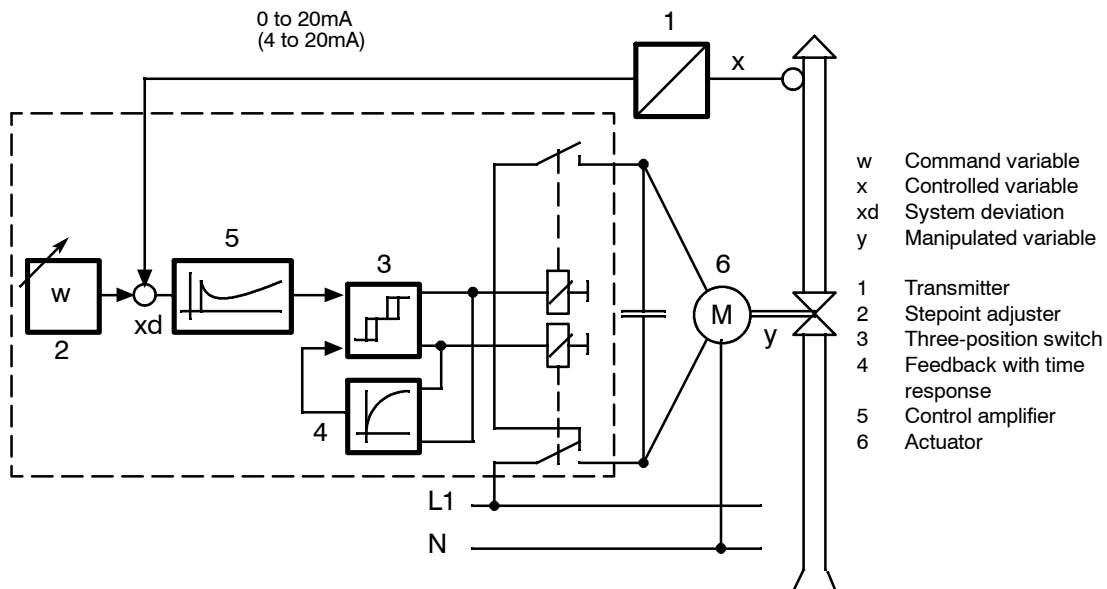 0 to 20mA
(4 to 20mA)
1
x
5
3
6
w
xd
2
M
y
4
L1
N
w Command variable
x Controlled variable
xd System deviation
y Manipulated variable
1 Transmitter
2 Stepoint adjuster
3 Three-position switch
4 Feedback with time
response
5 Control amplifier
6 Actuator